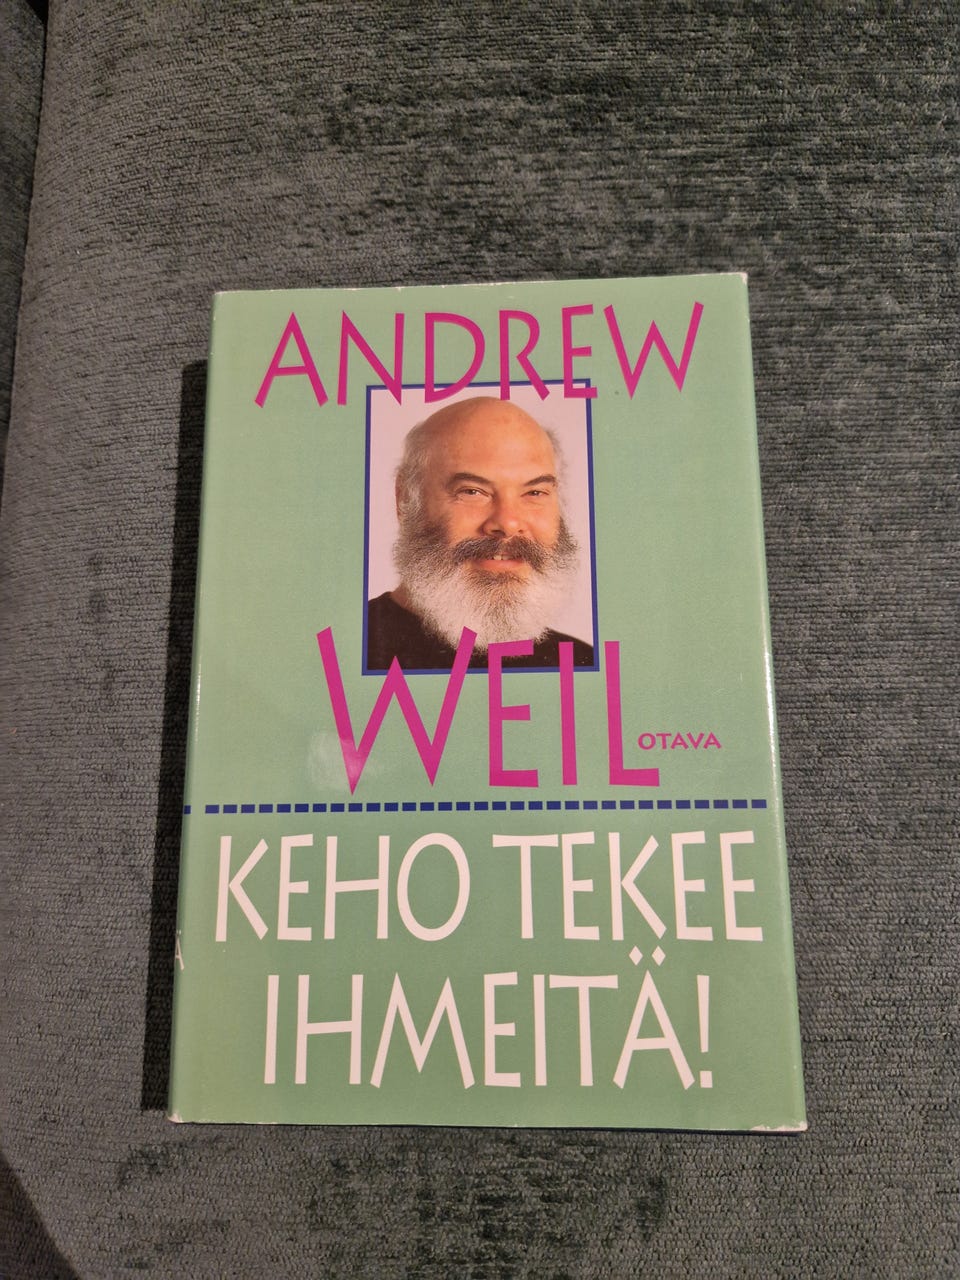 ANDREW
WEIL
OTAVA
KEHO TEKEE
IHMEITÄ!